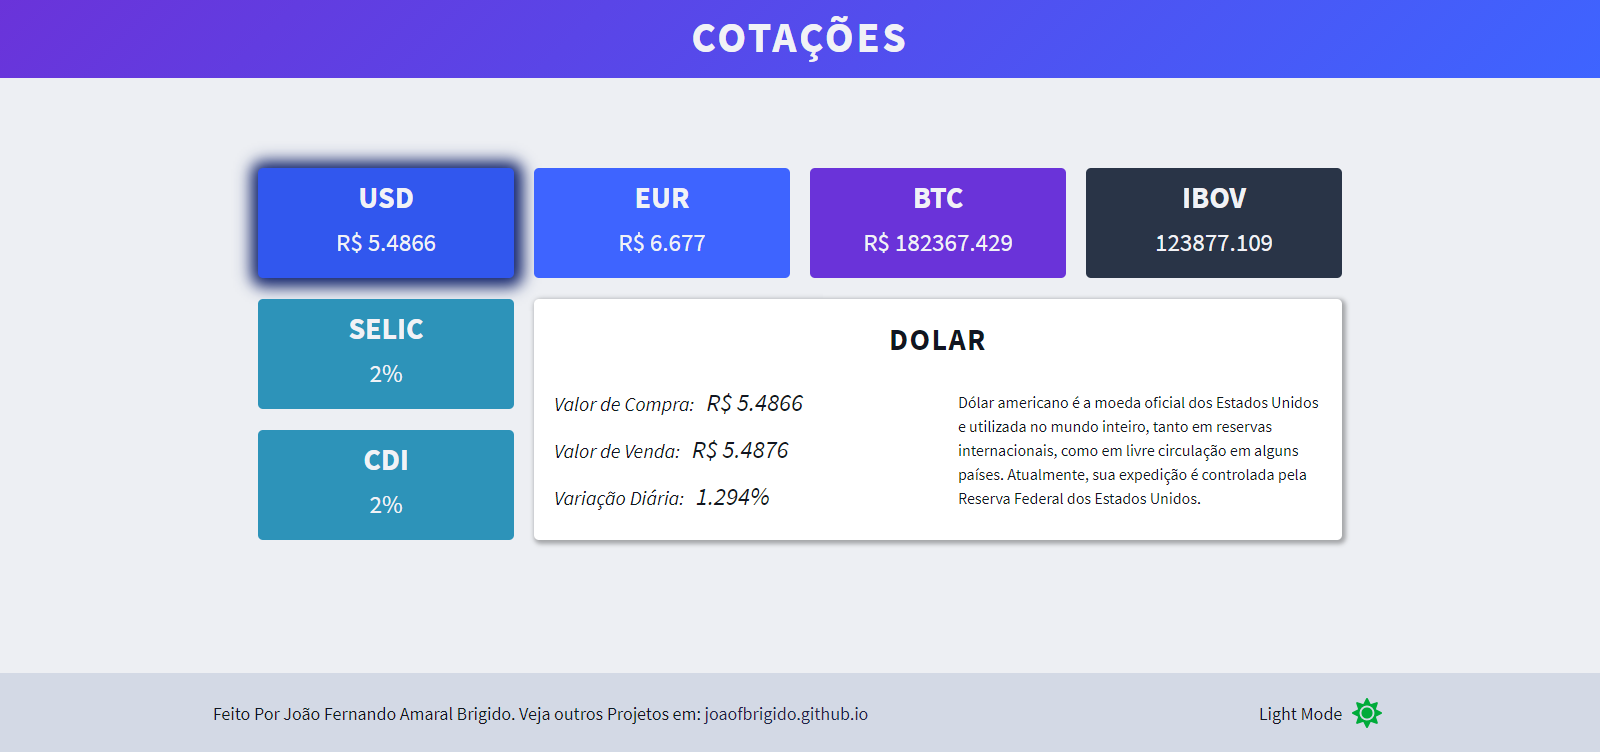 COTAÇÕES
USD
R$ 5.4866
EUR
R$ 6.677
BTC
R$ 182367.429
IBOV
123877.109
SELIC
2%
CDI
2%
DOLAR
Valor de Compra: R$ 5.4866
Valor de Venda: R$ 5.4876
Variação Diária: 1.294%
Dólar americano é a moeda oficial dos Estados Unidos
e utilizada no mundo inteiro, tanto em reservas
internacionais, como em livre circulação em alguns
países. Atualmente, sua expedição é controlada pela
Reserva Federal dos Estados Unidos.
Feito Por João Fernando Amaral Brigido. Veja outros Projetos em: joaofbrigido.github.io
Light Mode